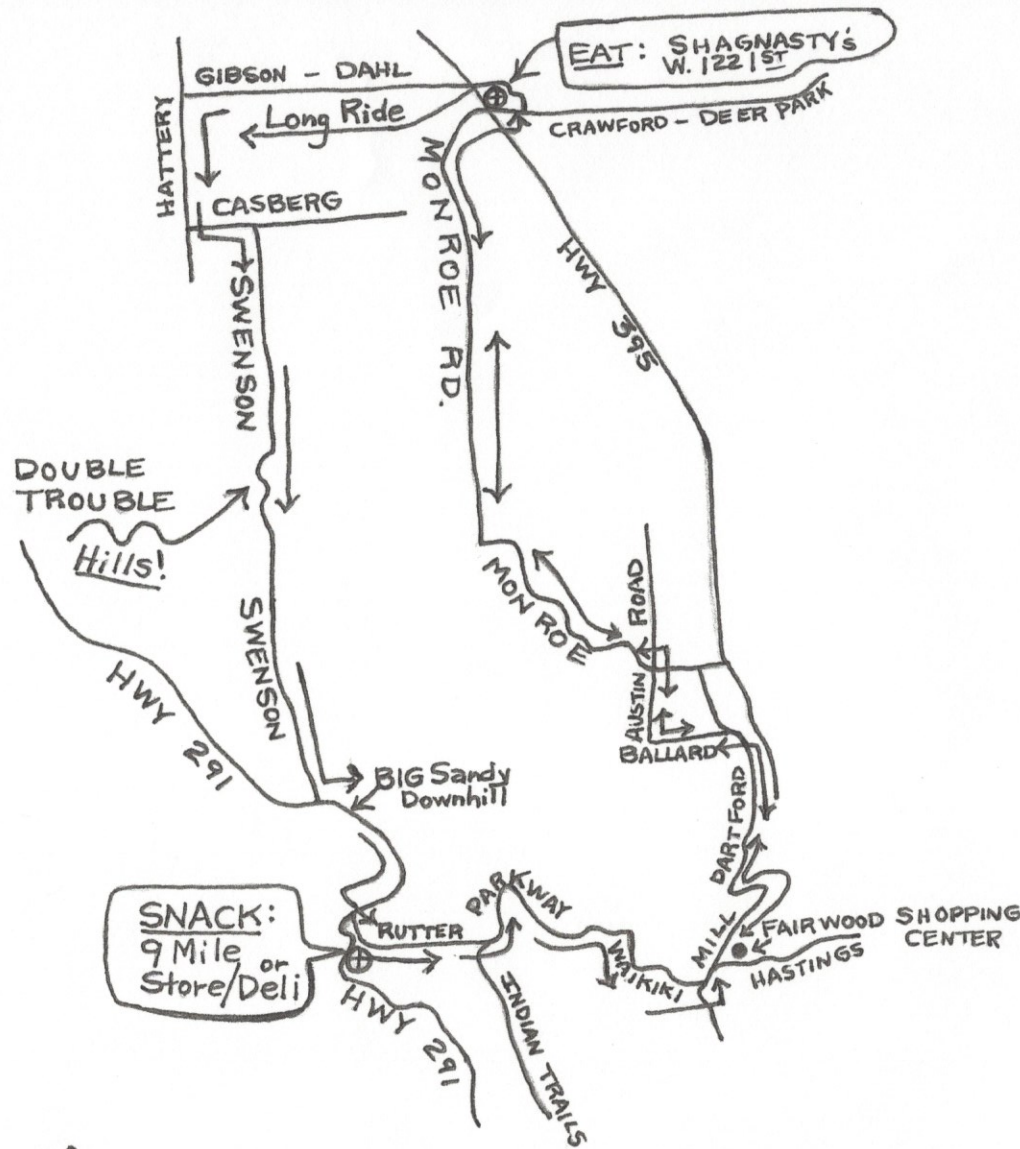 EAT: SHAGNASTY's
W. 1221ST
GIBSON - DAHL
Long Ride
CRAWFORD - DEER PARK
HATTERY
CASBERG
MONROE RD.
HWY 395
SWENSON
DOUBLE
TROUBLE
Hills!
MONROE
ROAD
AUSTIN
SWENSON
HWY 291
BALLARD
BIG Sandy
Downhill
DARTFORD
PARKWAY
SNACK:
9 Mile or
Store/Deli
RUTTER
WAIKIKI
MILL
FAIRWOOD SHOPPING
CENTER
HASTINGS
HWY 291
INDIAN TRAILS